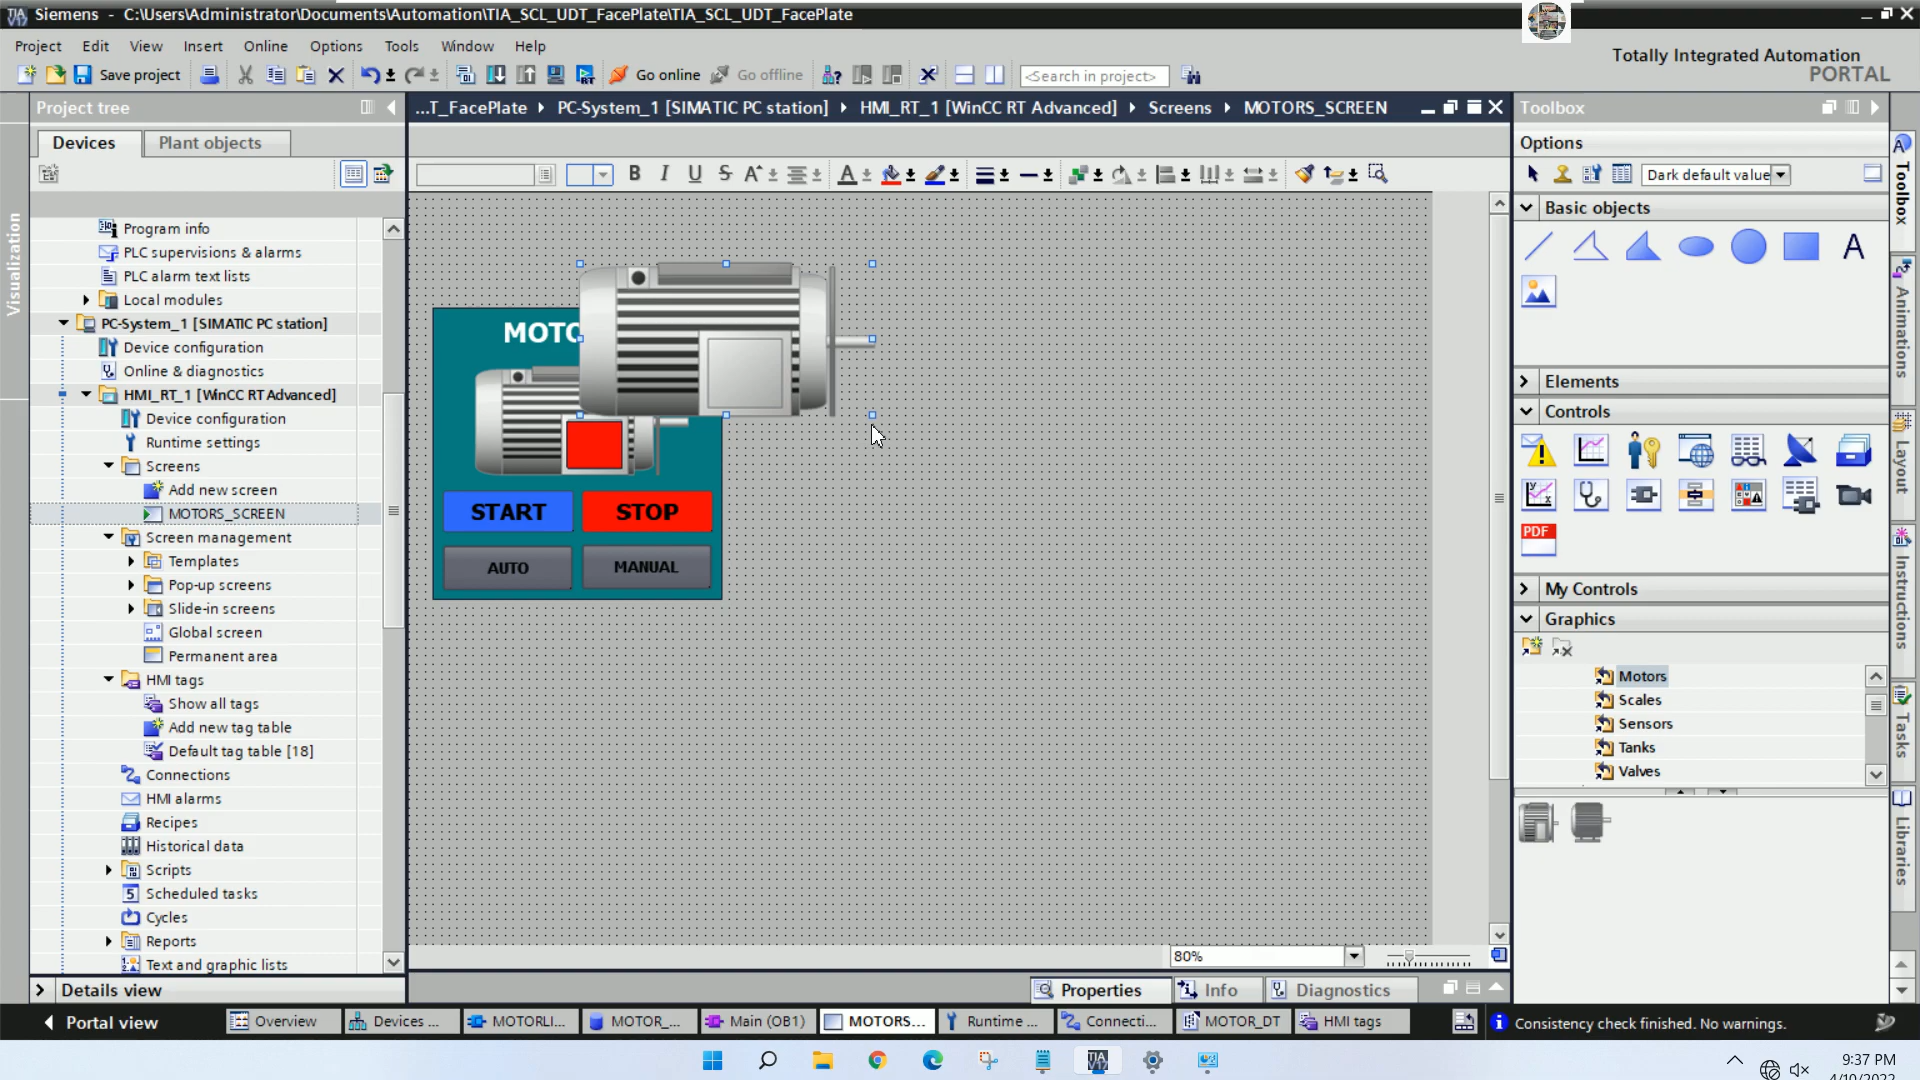 Siemens - C:\Users\Administrator\Documents\Automation\TIA_SCL_UDT_FacePlate\TIA_SCL_UDT_FacePlate
Project Edit View Insert Online Options Tools Window Help
Totally Integrated Automation
PORTAL
Save project
Go online
Go offline
<Search in project>
Project tree
Devices
Plant objects
Visualization
Program info
PLC supervisions & alarms
PLC alarm text lists
Local modules
PC-System_1 [SIMATIC PC station]
Device configuration
Online & diagnostics
HMI_RT_1 [WinCC RT Advanced]
Device configuration
Runtime settings
Screens
Add new screen
MOTORS_SCREEN
Screen management
Templates
Pop-up screens
Slide-in screens
Global screen
Permanent area
HMI tags
Show all tags
Add new tag table
Default tag table [18]
Connections
HMI alarms
Recipes
Historical data
Scripts
Scheduled tasks
Cycles
Reports
Text and graphic lists
Details view
...T_FacePlate PC-System_1 [SIMATIC PC station] HMI_RT_1 [WinCC RT Advanced] Screens MOTORS_SCREEN
B I U S A A
MOTO
START
STOP
AUTO
MANUAL
80%
Properties
Info
Diagnostics
Toolbox
Options
Dark default value
Basic objects
A
Elements
Controls
PDF
My Controls
Graphics
Motors
Scales
Sensors
Tanks
Valves
Toolbox
Animations
Layout
Instructions
Tasks
Libraries
Portal view
Overview
Devices ...
MOTORLI...
MOTOR_...
Main (OB1)
MOTORS...
Runtime ...
Connecti...
MOTOR_DT
HMI tags
Consistency check finished. No warnings.
TIA
V17
9:37 PM
4/10/2022